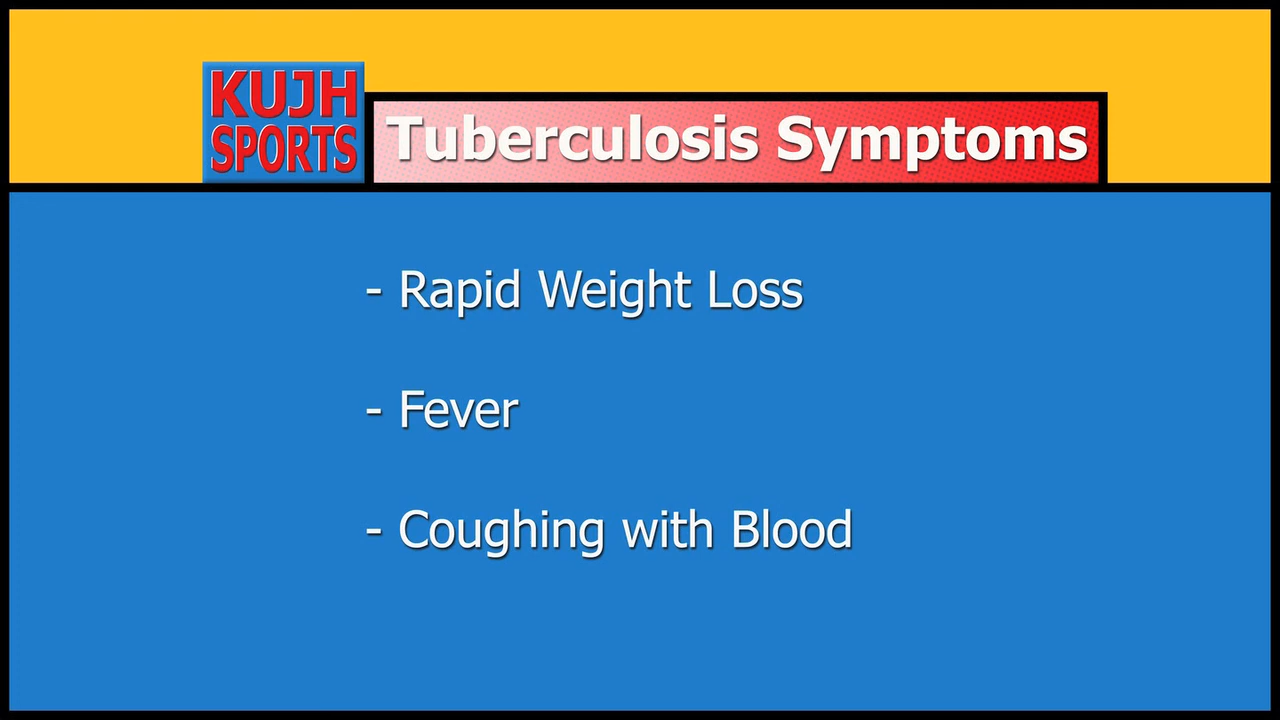 KUJH
SPORTS
Tuberculosis Symptoms
- Rapid Weight Loss
- Fever
- Coughing with Blood